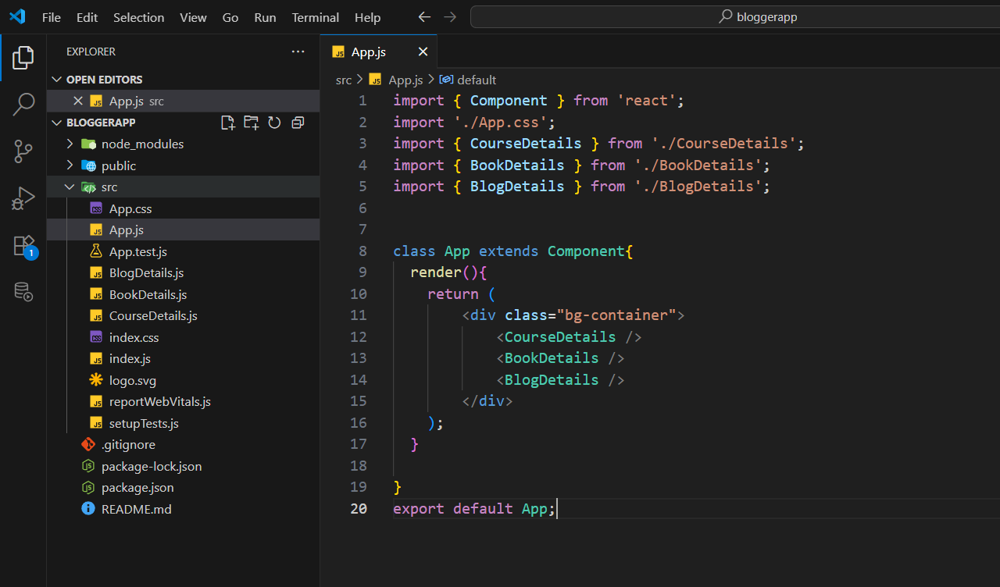 File Edit Selection View Go Run Terminal Help bloggerapp
EXPLORER
OPEN EDITORS
App.js src
BLOGGERAPP
node_modules
public
src
App.css
App.js
App.test.js
BlogDetails.js
BookDetails.js
CourseDetails.js
index.css
index.js
logo.svg
reportWebVitals.js
setupTests.js
.gitignore
package-lock.json
package.json
README.md
1
App.js
src > App.js > default
1 import { Component } from 'react';
2 import './App.css';
3 import { CourseDetails } from './CourseDetails';
4 import { BookDetails } from './BookDetails';
5 import { BlogDetails } from './BlogDetails';
6
7
8 class App extends Component{
9   render(){
10     return (
11         <div class="bg-container">
12             <CourseDetails />
13             <BookDetails />
14             <BlogDetails />
15         </div>
16     );
17   }
18
19 }
20 export default App;